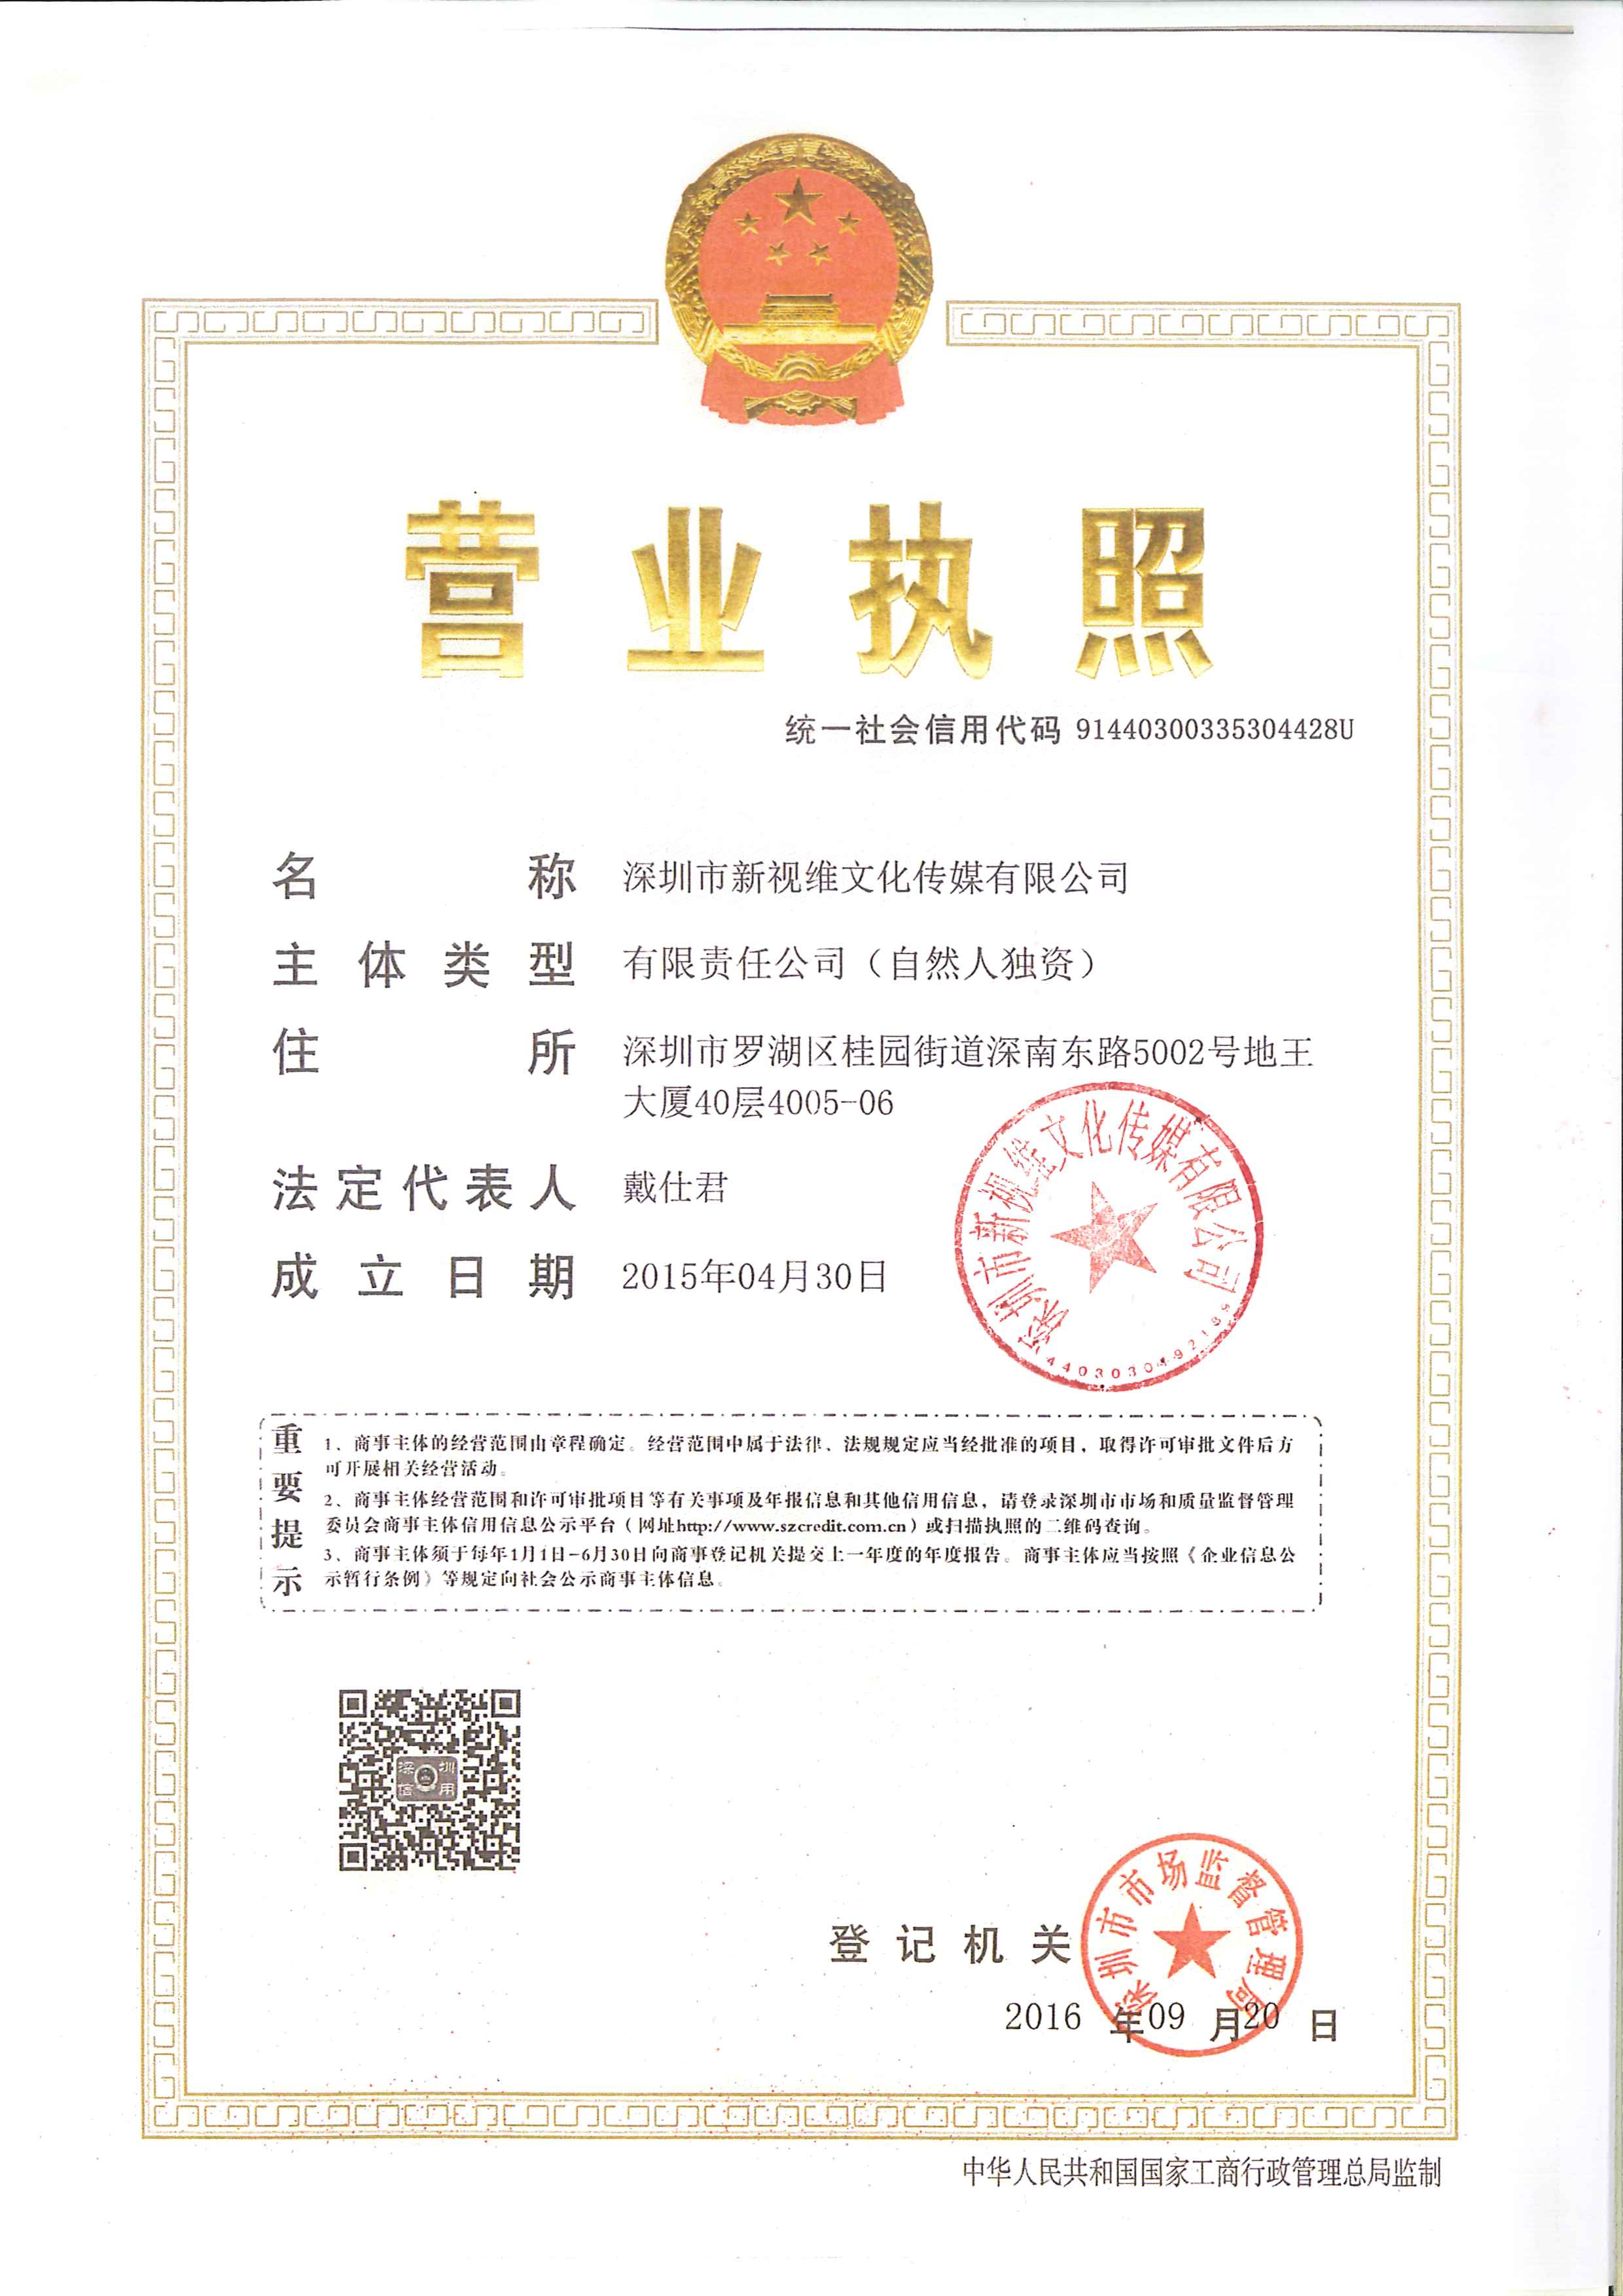 营业执照
统一社会信用代码 91440300335304428U
名称 深圳市新视维文化传媒有限公司
主体类型 有限责任公司（自然人独资）
住所 深圳市罗湖区桂园街道深南东路5002号地王
大厦40层4005-06
法定代表人 戴仕君
成立日期 2015年04月30日
深圳市新视维文化传媒有限公司
重要提示
1、商事主体的经营范围由章程确定。经营范围中属于法律、法规规定应当经批准的项目，取得许可审批文件后方
可开展相关经营活动。
2、商事主体经营范围和许可审批项目等有关事项及年报信息和其他信用信息，请登录深圳市市场和质量监督管理
委员会商事主体信用信息公示平台（网址http://www.szcredit.com.cn）或扫描执照的二维码查询。
3、商事主体须于每年1月1日-6月30日向商事登记机关提交上一年度的年度报告。商事主体应当按照《企业信息公
示暂行条例》等规定向社会公示商事主体信息。
深圳
信用
登记机关
深圳市市场监督管理局
2016 年09 月20 日
中华人民共和国国家工商行政管理总局监制